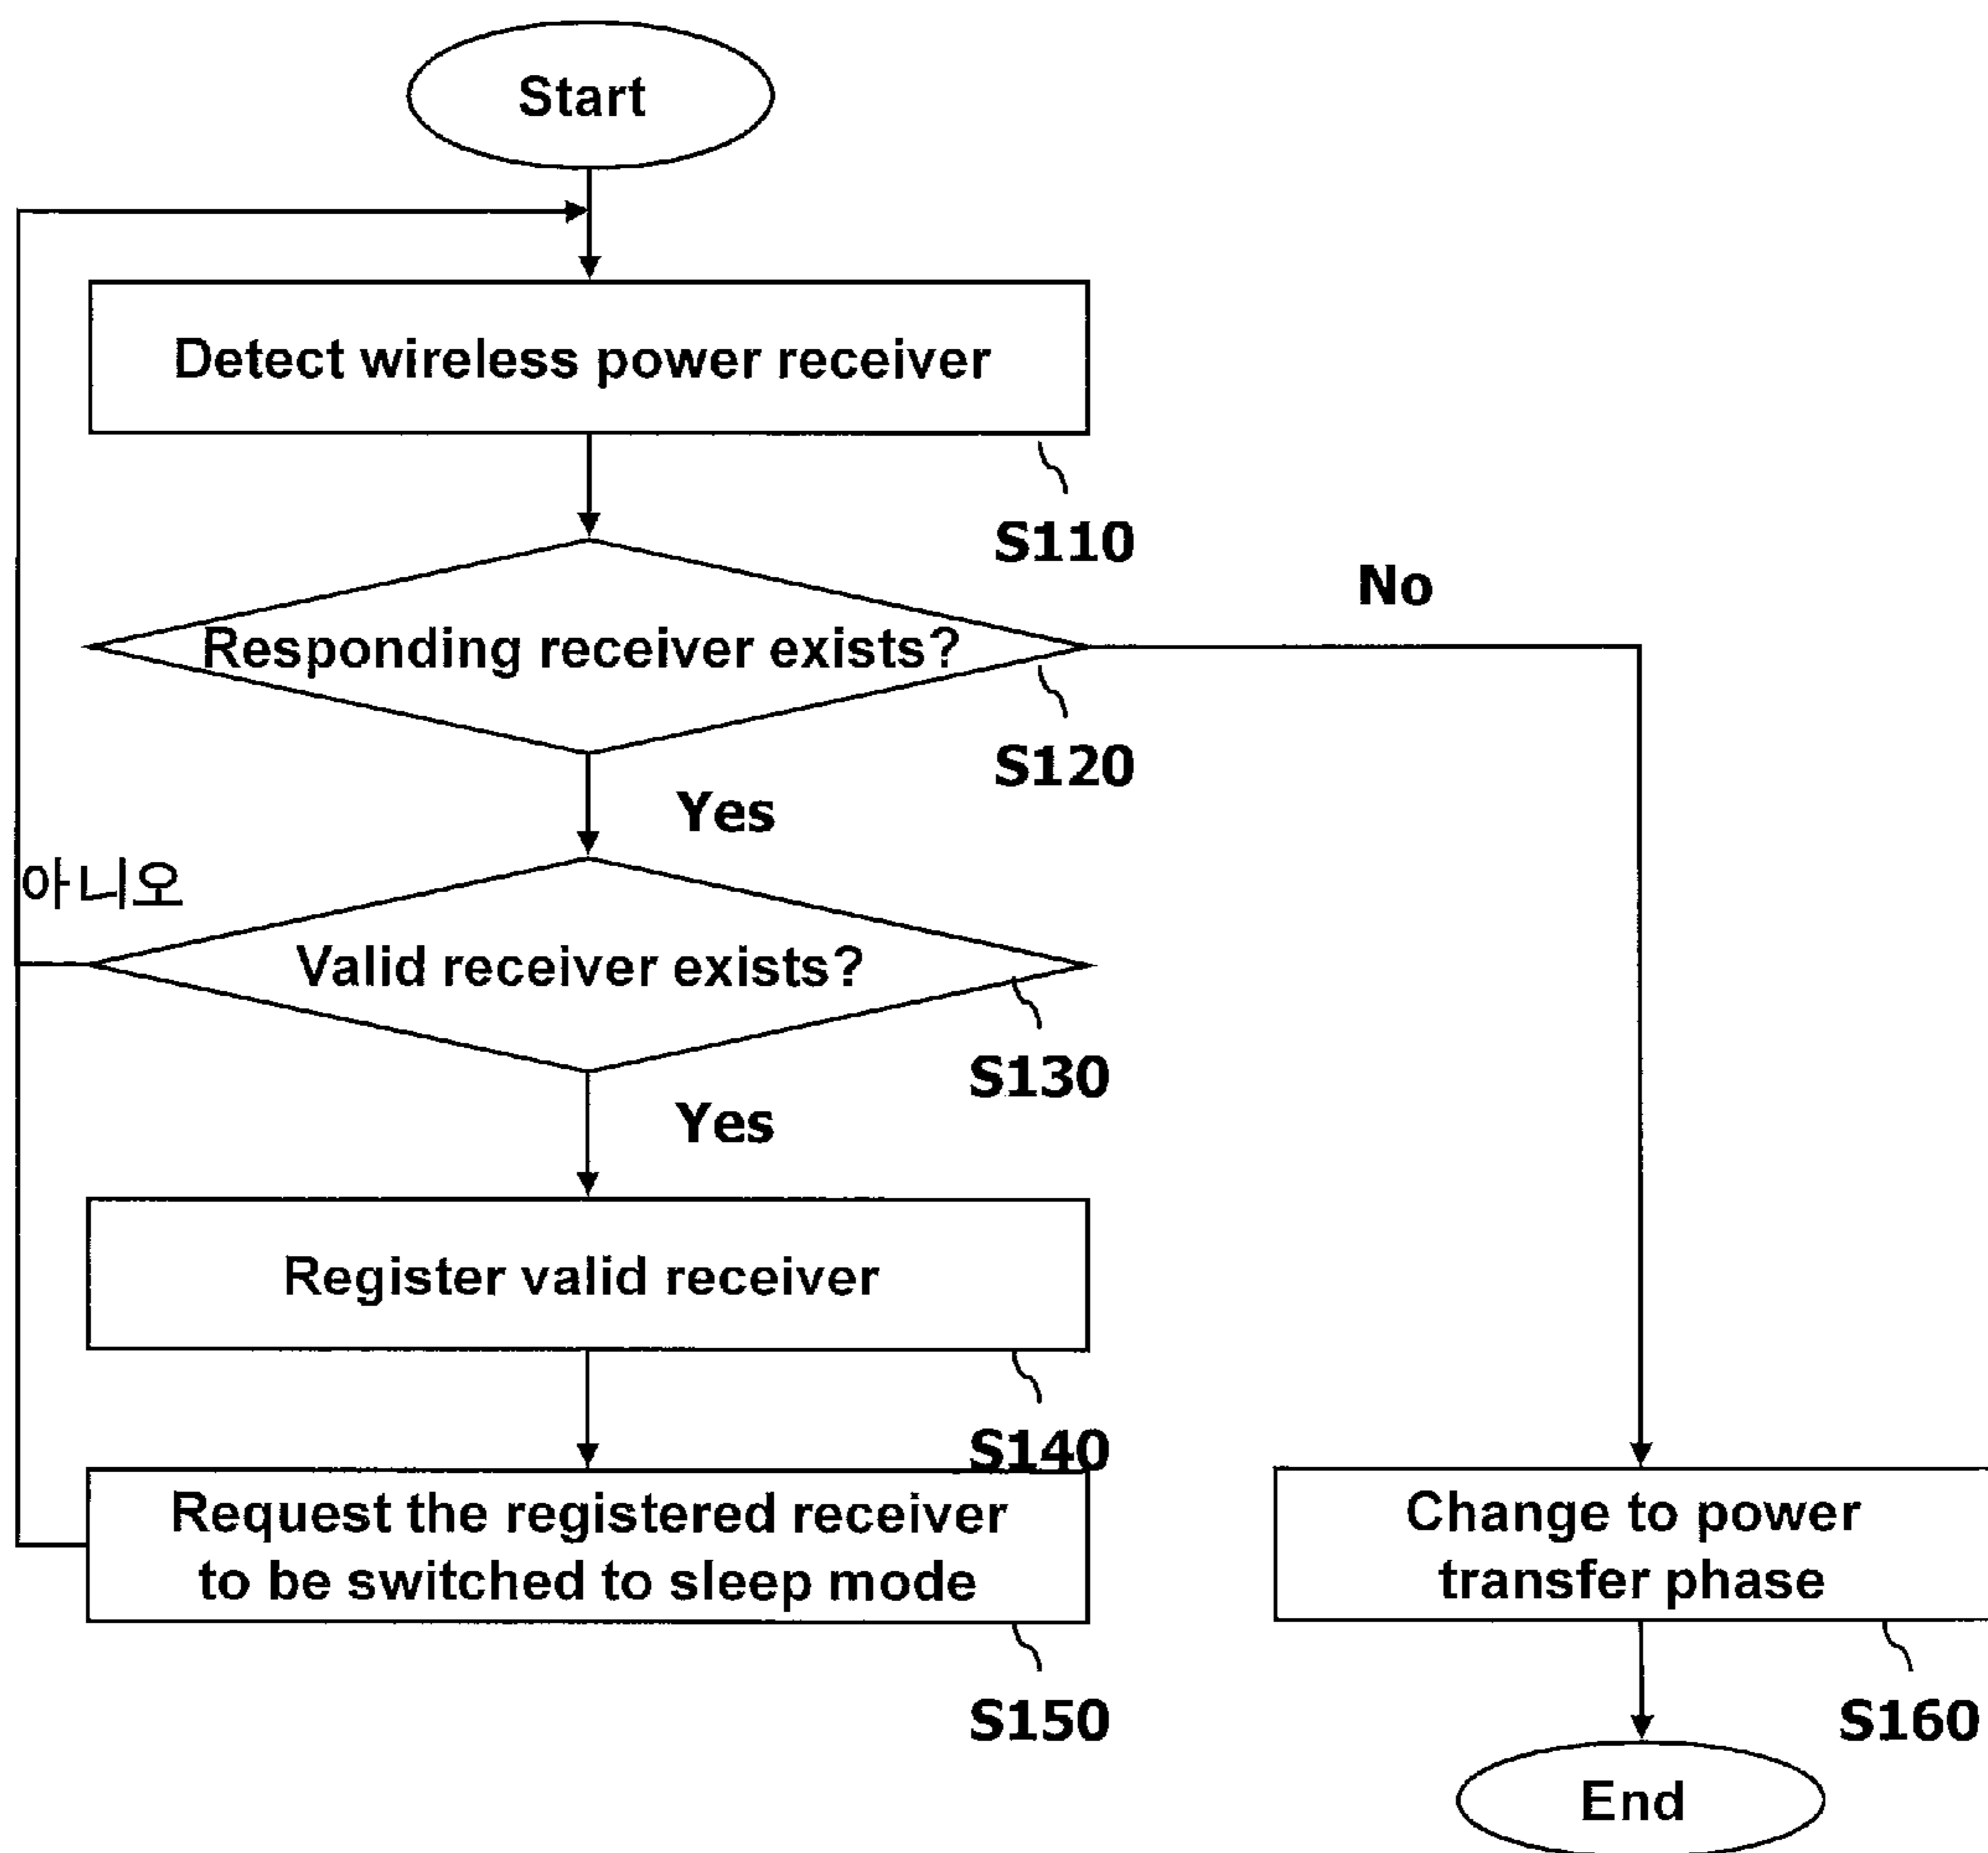 Start
Detect wireless power receiver
S110
No
Responding receiver exists?
S120
Yes
아니오
Valid receiver exists?
S130
Yes
Register valid receiver
S140
Request the registered receiver
to be switched to sleep mode
S150
Change to power
transfer phase
S160
End